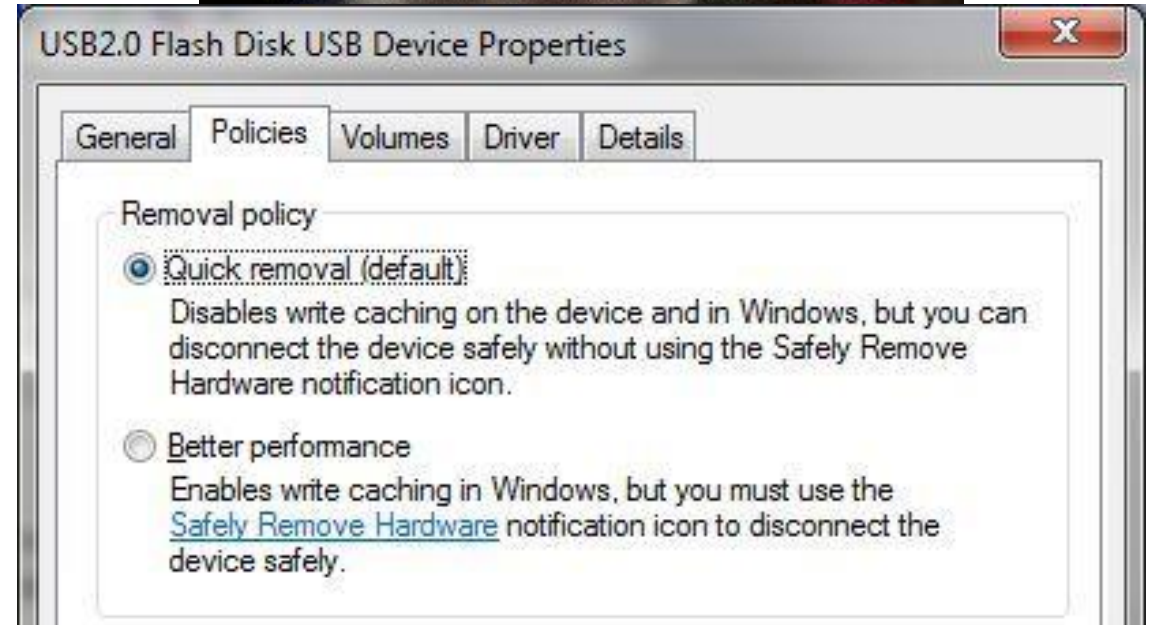 USB2.0 Flash Disk USB Device Properties
General Policies Volumes Driver Details
Removal policy
Quick removal (default)
Disables write caching on the device and in Windows, but you can
disconnect the device safely without using the Safely Remove
Hardware notification icon.
Better performance
Enables write caching in Windows, but you must use the
Safely Remove Hardware notification icon to disconnect the
device safely.